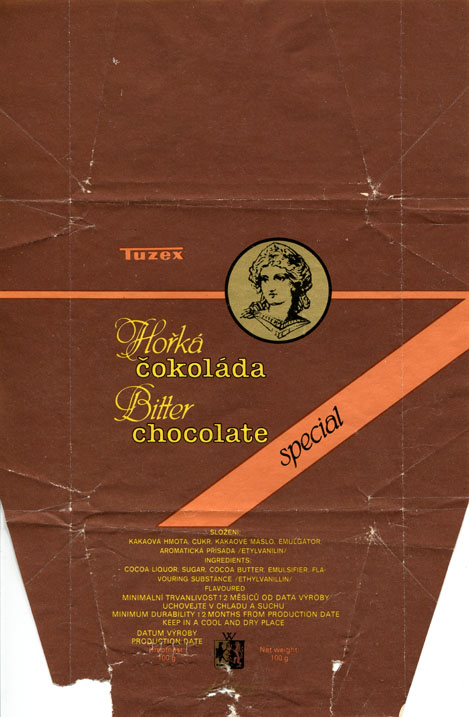 Tuzex
Hořká
čokoláda
Bitter
chocolate
special
SLOŽENÍ:
KAKAOVÁ HMOTA, CUKR, KAKAOVÉ MÁSLO, EMULGÁTOR,
AROMATICKÁ PŘÍSADA /ETYLVANILIN/
INGREDIENTS:
COCOA LIQUOR, SUGAR, COCOA BUTTER, EMULSIFIER, FLA-
VOURING SUBSTANCE /ETHYLVANILLIN/
FLAVOURED
MINIMÁLNÍ TRVANLIVOST 12 MĚSÍCŮ OD DATA VÝROBY
UCHOVEJTE V CHLADU A SUCHU
MINIMUM DURABILITY 12 MONTHS FROM PRODUCTION DATE
KEEP IN A COOL AND DRY PLACE
DATUM VÝROBY
PRODUCTION DATE
100 g
Net weight
100 g